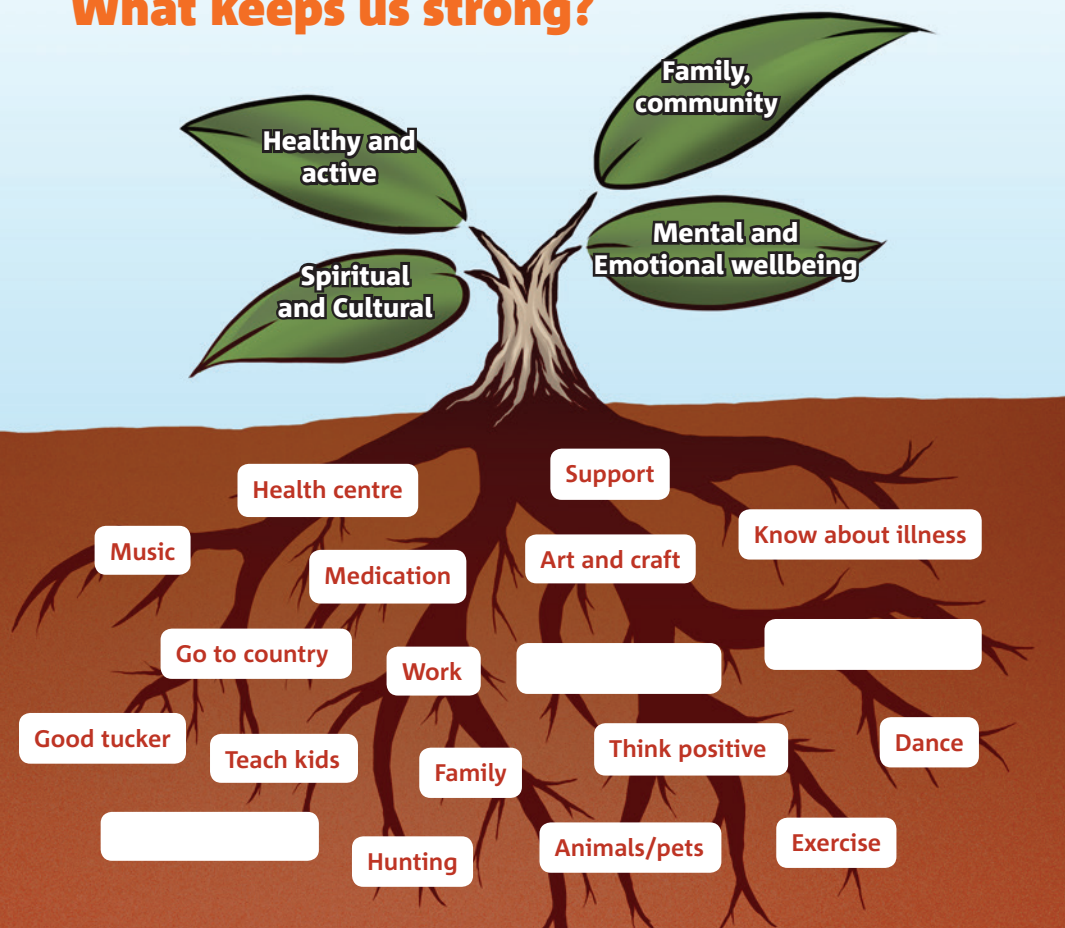 What keeps us strong?
Family,
community
Healthy and
active
Mental and
Emotional wellbeing
Spiritual
and Cultural
Support
Health centre
Know about illness
Music
Art and craft
Medication
Go to country
Work
Good tucker
Teach kids
Family
Think positive
Dance
Hunting
Animals/pets
Exercise